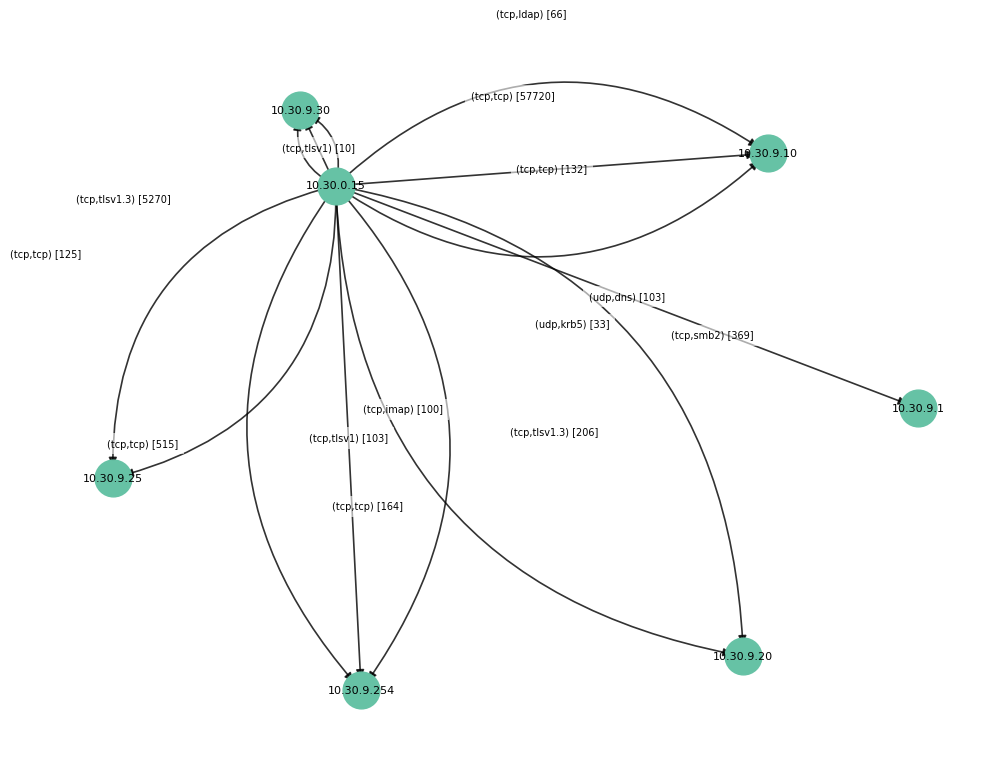 (tcp,ldap) [66]
(tcp,tcp) [57720]
10.30.9.30
(tcp,tlsv1) [10]
10.30.9.10
(tcp,tcp) [132]
10.30.0.15
(tcp,tlsv1.3) [5270]
(tcp,tcp) [125]
(udp,dns) [103]
(udp,krb5) [33]
(tcp,smb2) [369]
(tcp,imap) [100]
10.30.9.1
(tcp,tlsv1.3) [206]
(tcp,tlsv1) [103]
(tcp,tcp) [515]
10.30.9.25
(tcp,tcp) [164]
10.30.9.20
10.30.9.254